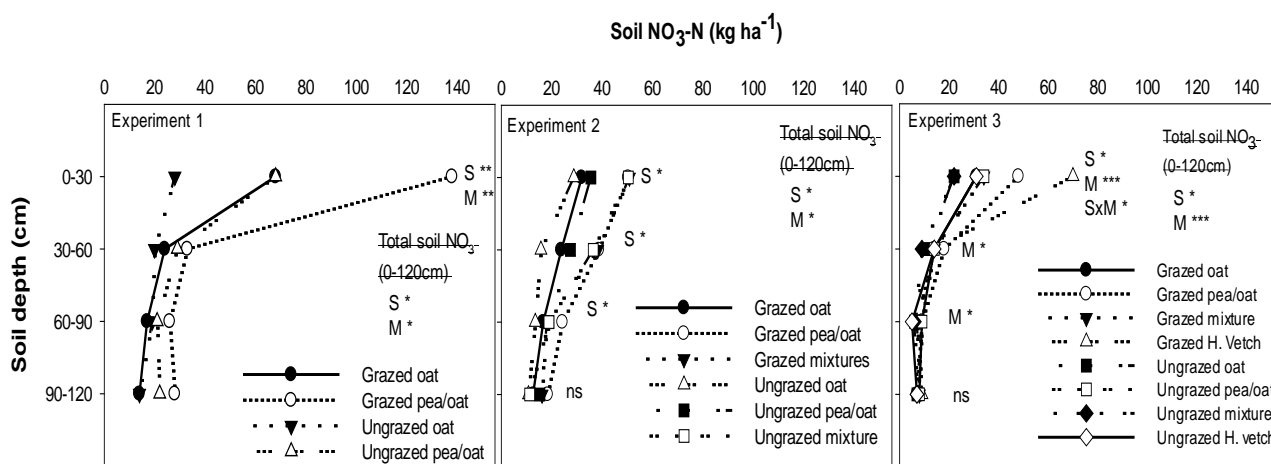 Soil NO3-N (kg ha-1)
0 20 40 60 80 100 120 140
0 20 40 60 80 100 120 140
0 20 40 60 80 100 120 140
Soil depth (cm)
0-30
30-60
60-90
90-120
Experiment 1
S **
M **
Total soil NO3-
(0-120cm)
S *
M *
Grazed oat
Grazed pea/oat
Ungrazed oat
Ungrazed pea/oat
Experiment 2
S *
S *
S *
ns
Total soil NO3-
(0-120cm)
S *
M *
Grazed oat
Grazed pea/oat
Grazed mixtures
Ungrazed oat
Ungrazed pea/oat
Ungrazed mixture
Experiment 3
S *
M ***
SxM *
M *
M *
ns
Total soil NO3-
(0-120cm)
S *
M ***
Grazed oat
Grazed pea/oat
Grazed mixture
Grazed H. Vetch
Ungrazed oat
Ungrazed pea/oat
Ungrazed mixture
Ungrazed H. vetch